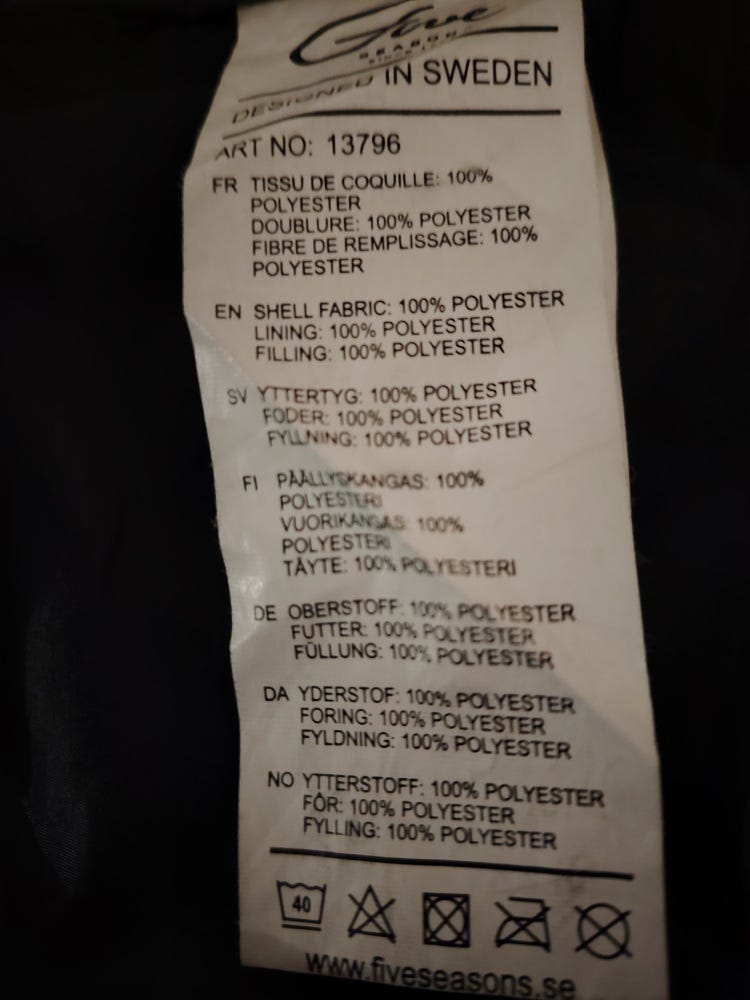 Five
SEASONS
DESIGNED IN SWEDEN
ART NO: 13796
FR TISSU DE COQUILLE: 100%
POLYESTER
DOUBLURE: 100% POLYESTER
FIBRE DE REMPLISSAGE: 100%
POLYESTER
EN SHELL FABRIC: 100% POLYESTER
LINING: 100% POLYESTER
FILLING: 100% POLYESTER
SV YTTERTYG: 100% POLYESTER
FODER: 100% POLYESTER
FYLLNING: 100% POLYESTER
FI PÄÄLLYSKANGAS: 100%
POLYESTERI
VUORIKANGAS: 100%
POLYESTERI
TÄYTE: 100% POLYESTERI
DE OBERSTOFF: 100% POLYESTER
FUTTER: 100% POLYESTER
FÜLLUNG: 100% POLYESTER
DA YDERSTOF: 100% POLYESTER
FORING: 100% POLYESTER
FYLDNING: 100% POLYESTER
NO YTTERSTOFF: 100% POLYESTER
FÔR: 100% POLYESTER
FYLLING: 100% POLYESTER
40
www.fiveseasons.se